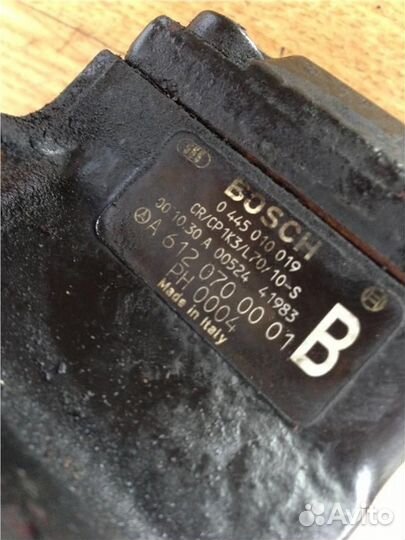 BOSCH
0 445 010 019
CR/CP1K3/L70/10-S
00.10.30 A 00524 41983
A 612 070 00 01
PH 0004
Made in Italy
B
Avito